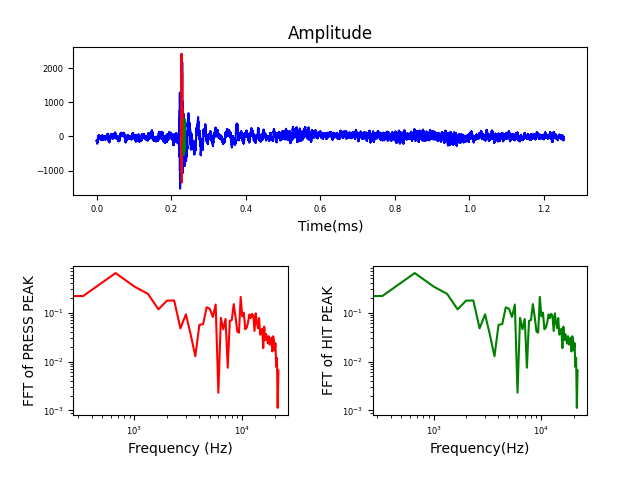 Amplitude
2000
1000
0
−1000
0.0 0.2 0.4 0.6 0.8 1.0 1.2
Time(ms)
FFT of PRESS PEAK
10⁻¹
10⁻²
10⁻³
10³ 10⁴
Frequency (Hz)
FFT of HIT PEAK
10⁻¹
10⁻²
10⁻³
10³ 10⁴
Frequency(Hz)